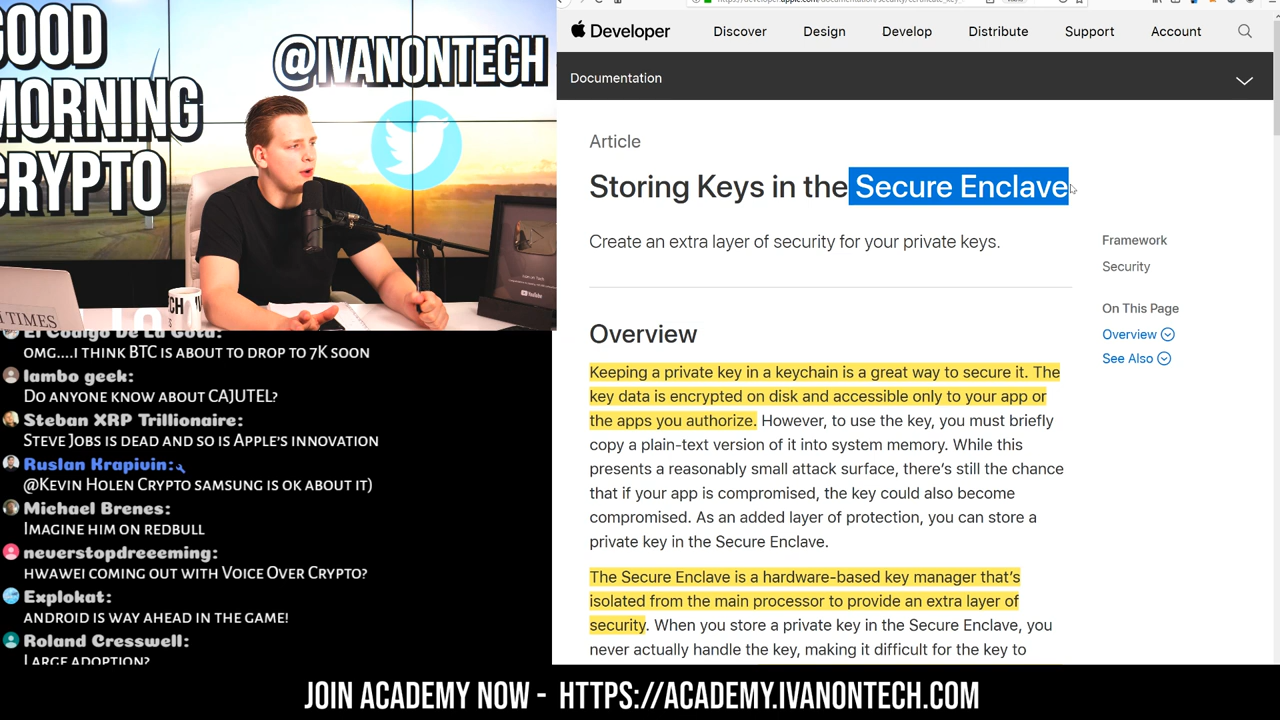 GOOD
MORNING
CRYPTO
@IVANONTECH
TECH
YouTube
TIMES
El Codigo De La Gota:
OMG....I THINK BTC IS ABOUT TO DROP TO 7K SOON
lambo geek:
DO ANYONE KNOW ABOUT CAJUTEL?
Steban XRP Trillionaire:
STEVE JOBS IS DEAD AND SO IS APPLE'S INNOVATION
Ruslan Krapivin:
@KEVIN HOLEN CRYPTO SAMSUNG IS OK ABOUT IT)
Michael Brenes:
IMAGINE HIM ON REDBULL
neverstopdreeeming:
HWAWEI COMING OUT WITH VOICE OVER CRYPTO?
Explokat:
ANDROID IS WAY AHEAD IN THE GAME!
Roland Cresswell:
LARGE ADOPTION?
Developer
Discover
Design
Develop
Distribute
Support
Account
Documentation
Article
Storing Keys in the Secure Enclave
Create an extra layer of security for your private keys.
Framework
Security
On This Page
Overview
See Also
Overview
Keeping a private key in a keychain is a great way to secure it. The
key data is encrypted on disk and accessible only to your app or
the apps you authorize. However, to use the key, you must briefly
copy a plain-text version of it into system memory. While this
presents a reasonably small attack surface, there's still the chance
that if your app is compromised, the key could also become
compromised. As an added layer of protection, you can store a
private key in the Secure Enclave.
The Secure Enclave is a hardware-based key manager that's
isolated from the main processor to provide an extra layer of
security. When you store a private key in the Secure Enclave, you
never actually handle the key, making it difficult for the key to
JOIN ACADEMY NOW - HTTPS://ACADEMY.IVANONTECH.COM